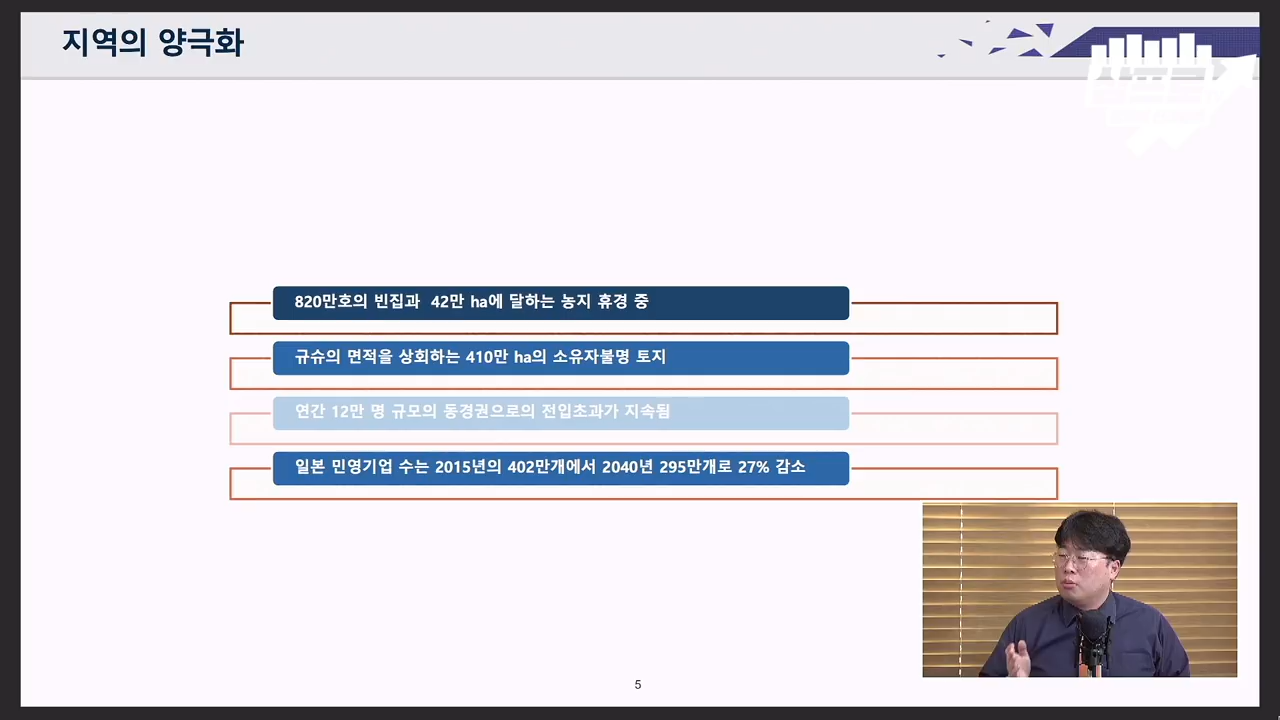 지역의 양극화
820만호의 빈집과 42만 ha에 달하는 농지 휴경 중
규슈의 면적을 상회하는 410만 ha의 소유자불명 토지
연간 12만 명 규모의 동경권으로의 전입초과가 지속됨
일본 민영기업 수는 2015년의 402만개에서 2040년 295만개로 27% 감소
5